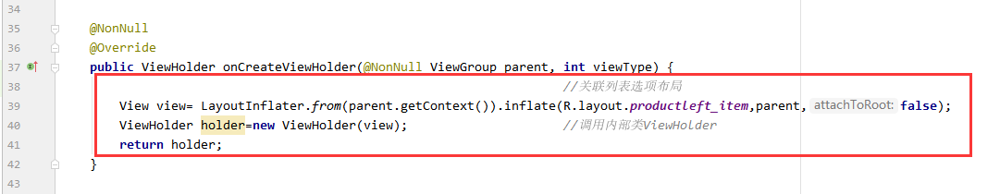 34
35 @NonNull
36 @Override
37 public ViewHolder onCreateViewHolder(@NonNull ViewGroup parent, int viewType) {
38 //关联列表选项布局
39 View view= LayoutInflater.from(parent.getContext()).inflate(R.layout.productleft_item,parent, attachToRoot: false);
40 ViewHolder holder=new ViewHolder(view); //调用内部类ViewHolder
41 return holder;
42 }
43